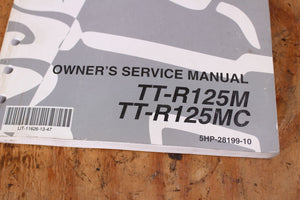 OWNER'S SERVICE MANUAL
TT-R125M
TT-R125MC
LIT-11626-13-47
5HP-28199-10